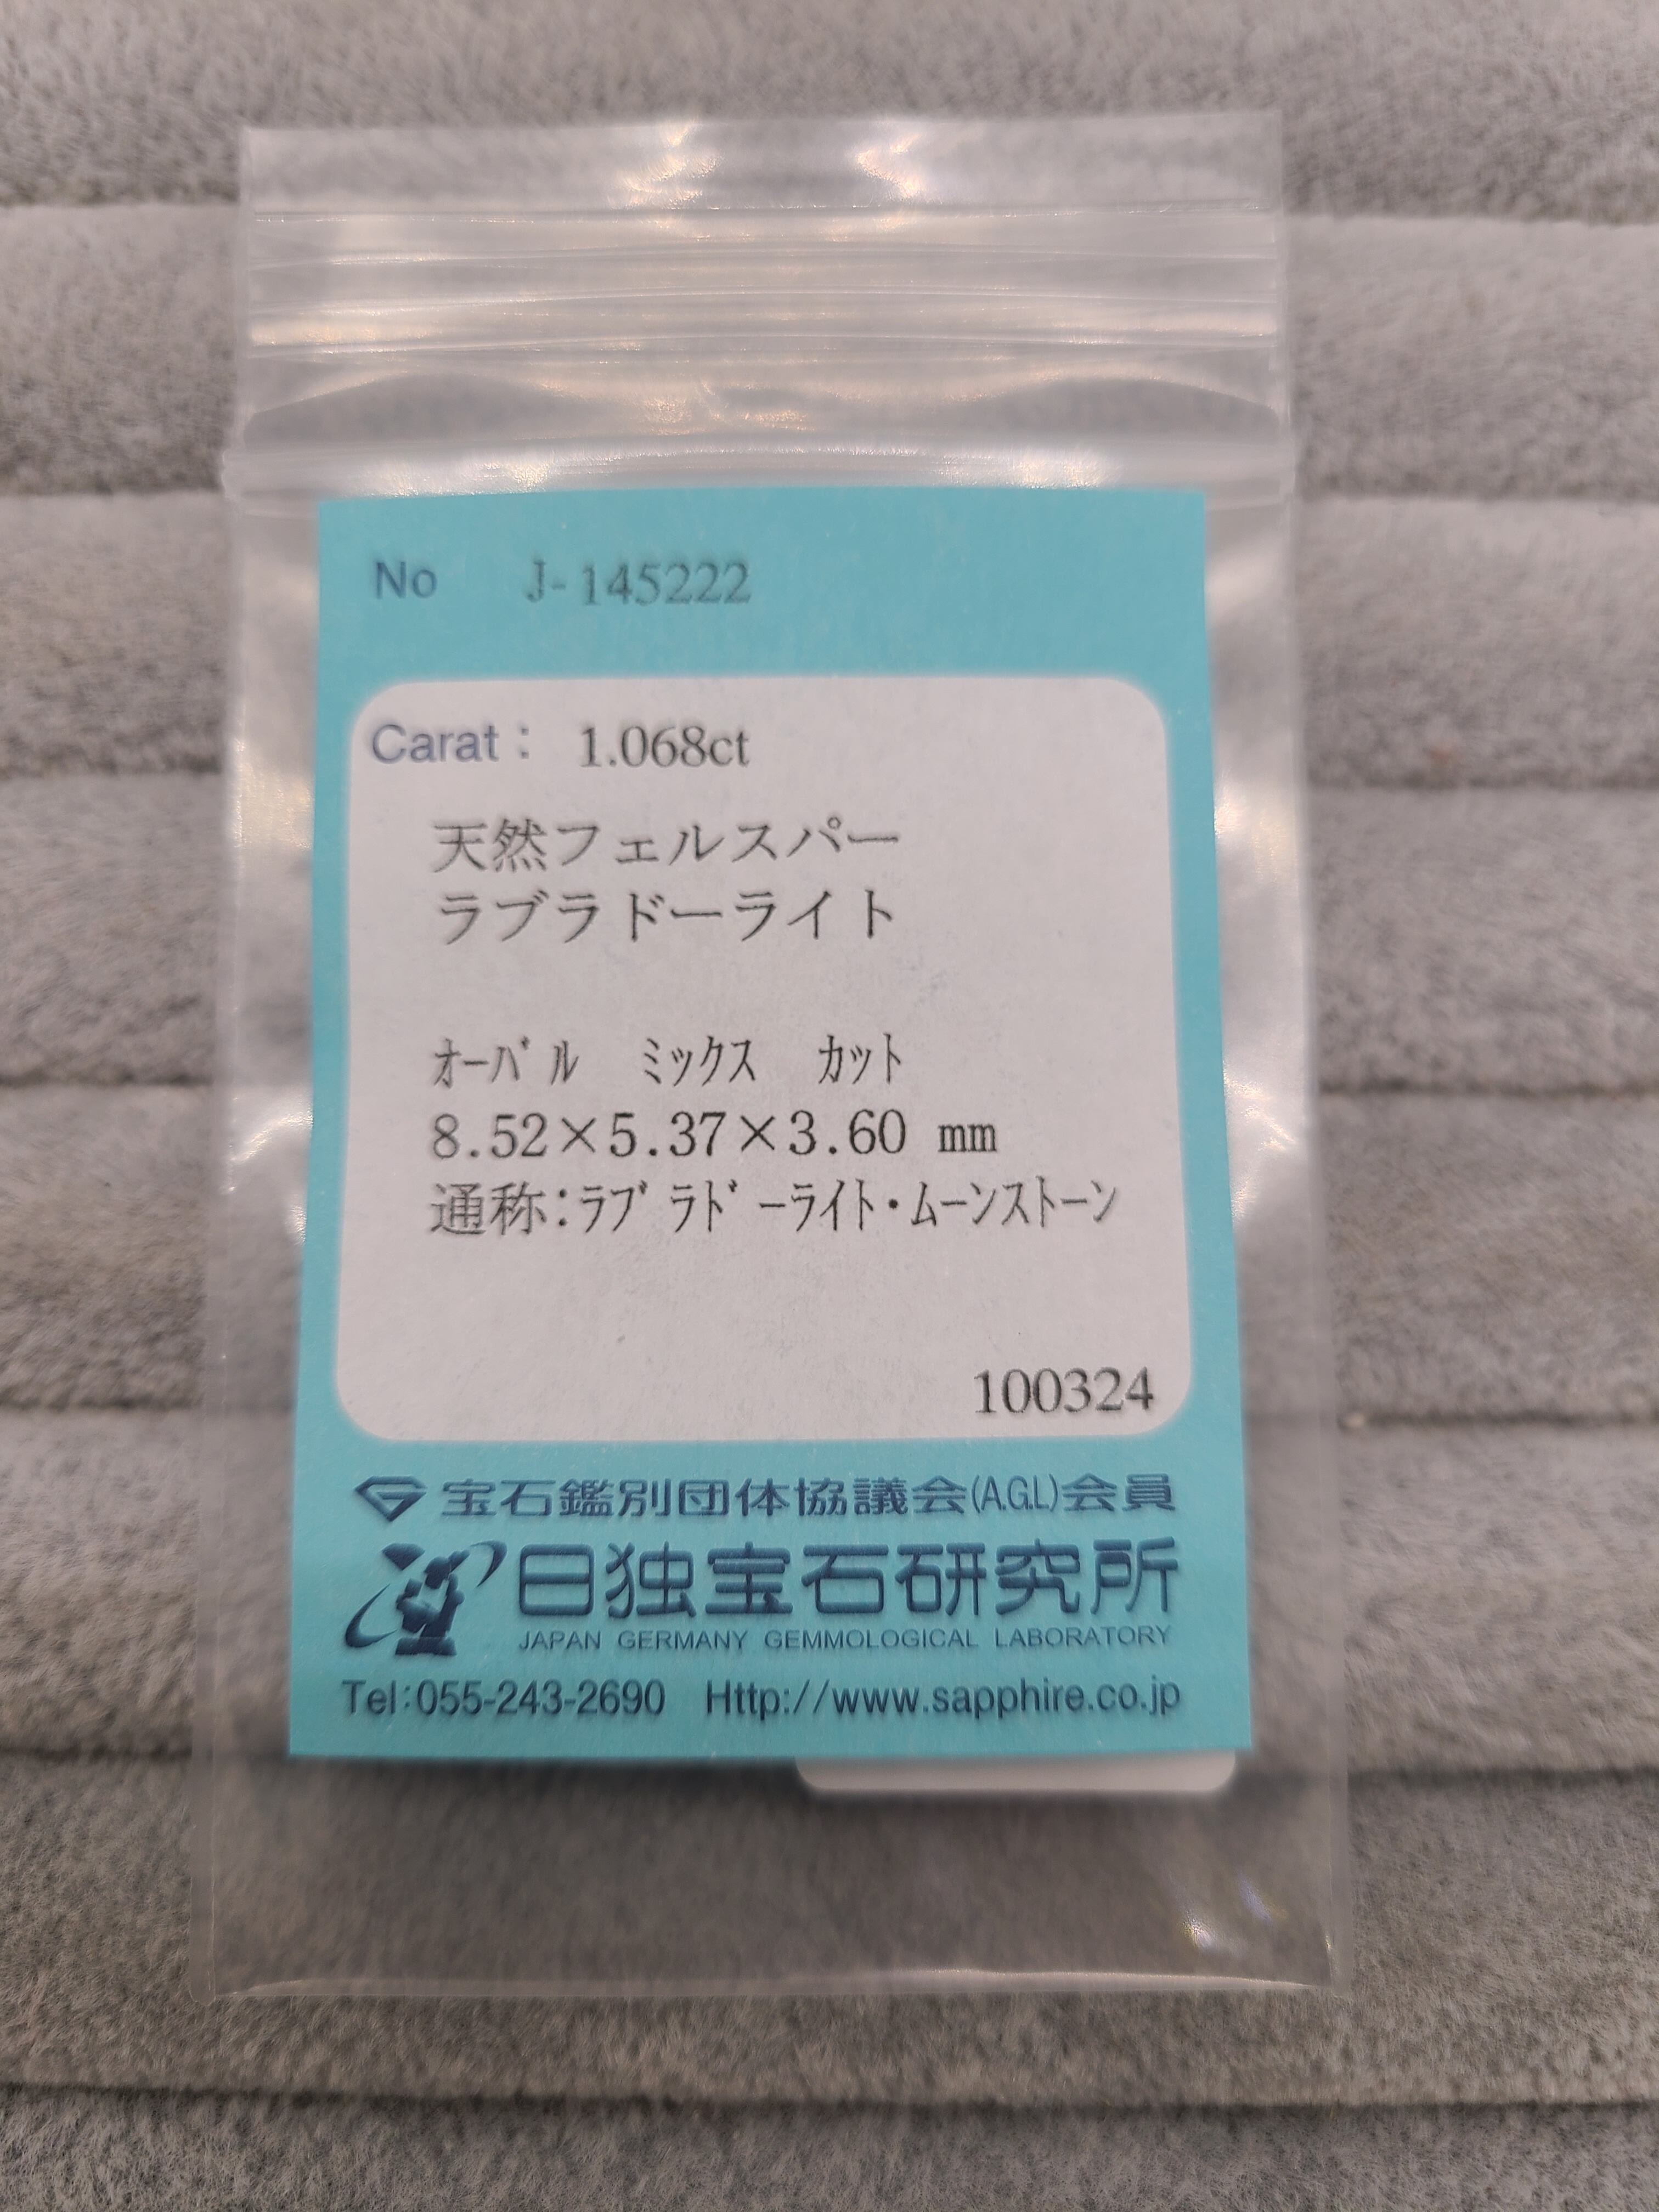 No J-145222
Carat： 1.068ct
天然フェルスパー
ラブラドーライト
ｵｰﾊﾞﾙ ﾐｯｸｽ ｶｯﾄ
8.52×5.37×3.60 mm
通称:ﾗﾌﾞﾗﾄﾞｰﾗｲﾄ・ﾑｰﾝｽﾄｰﾝ
100324
宝石鑑別団体協議会(A.G.L)会員
日独宝石研究所
JAPAN GERMANY GEMMOLOGICAL LABORATORY
Tel:055-243-2690 Http://www.sapphire.co.jp